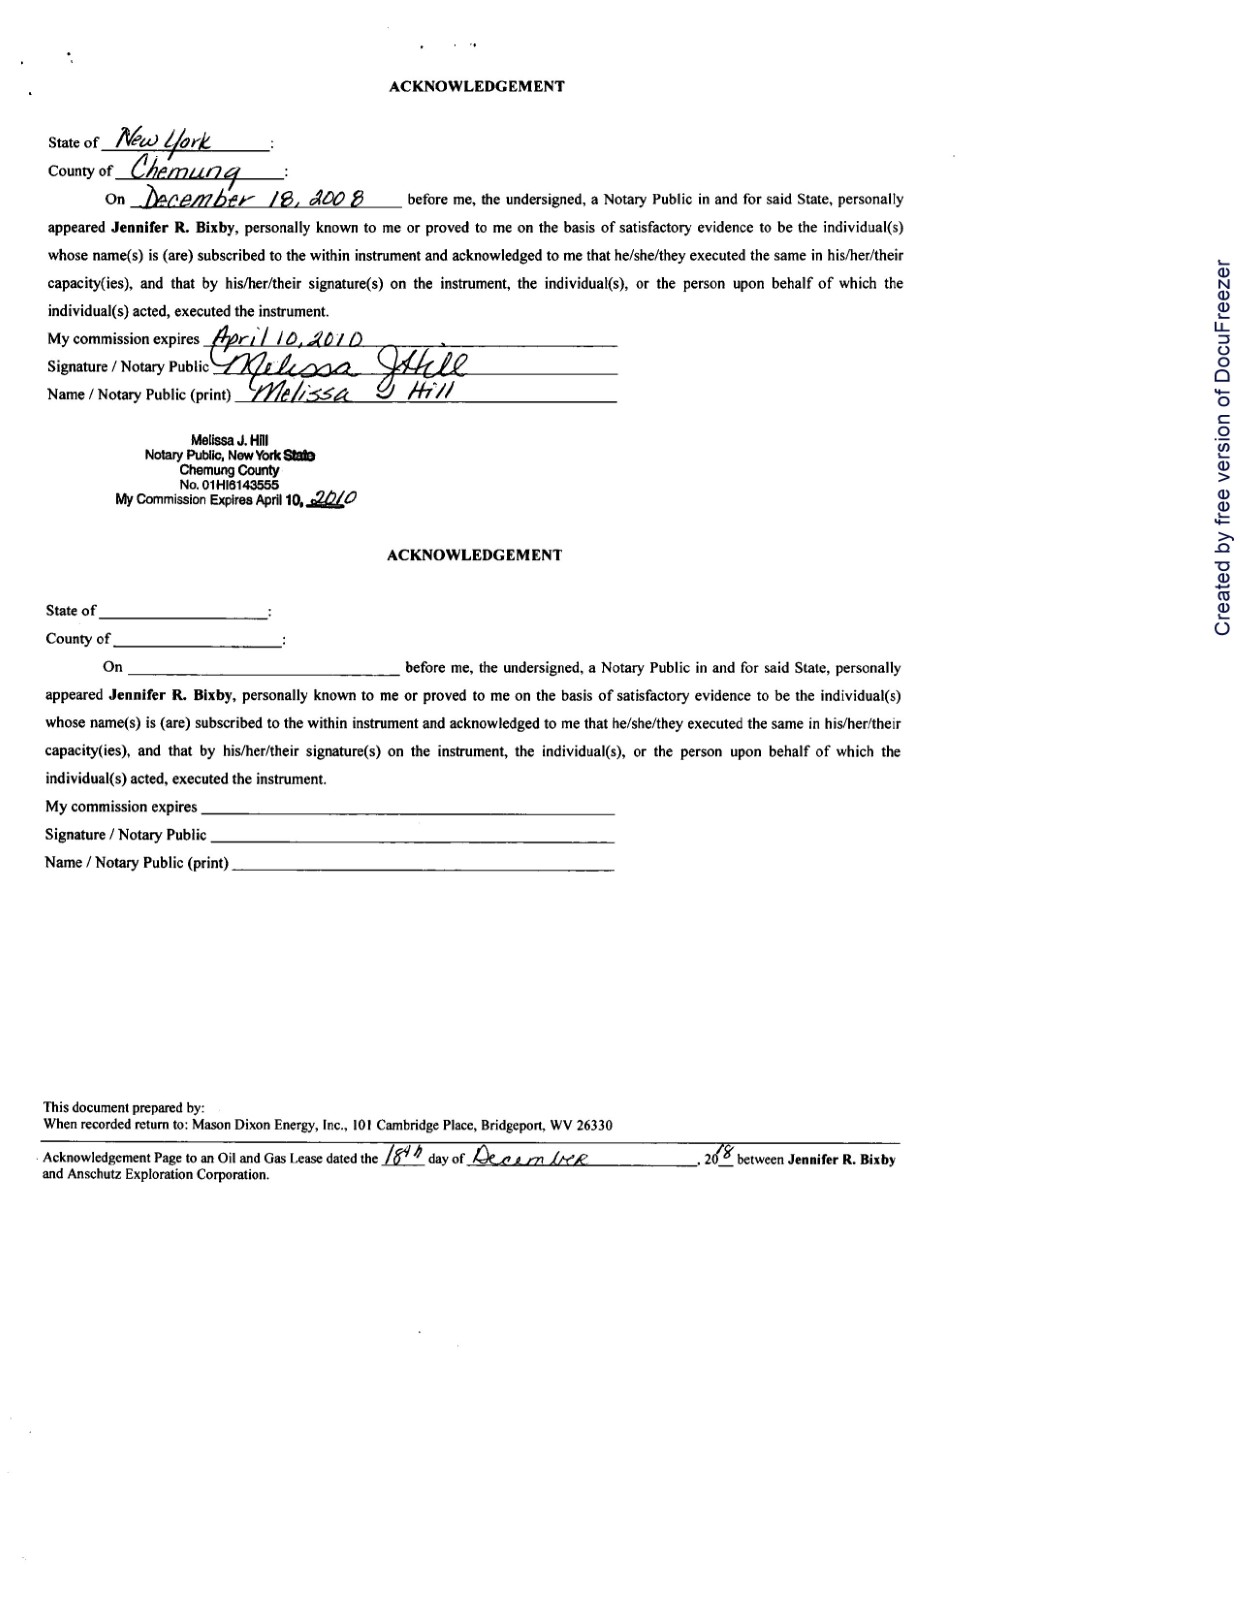 ACKNOWLEDGEMENT
State of New York :
County of Chemung :
On December 18, 2008 before me, the undersigned, a Notary Public in and for said State, personally
appeared Jennifer R. Bixby, personally known to me or proved to me on the basis of satisfactory evidence to be the individual(s)
whose name(s) is (are) subscribed to the within instrument and acknowledged to me that he/she/they executed the same in his/her/their
capacity(ies), and that by his/her/their signature(s) on the instrument, the individual(s), or the person upon behalf of which the
individual(s) acted, executed the instrument.
My commission expires April 10, 2010
Signature / Notary Public Melissa J Hill
Name / Notary Public (print) Melissa J Hill
Melissa J. Hill
Notary Public, New York State
Chemung County
No. 01HI6143555
My Commission Expires April 10, 2010
ACKNOWLEDGEMENT
State of :
County of :
On before me, the undersigned, a Notary Public in and for said State, personally
appeared Jennifer R. Bixby, personally known to me or proved to me on the basis of satisfactory evidence to be the individual(s)
whose name(s) is (are) subscribed to the within instrument and acknowledged to me that he/she/they executed the same in his/her/their
capacity(ies), and that by his/her/their signature(s) on the instrument, the individual(s), or the person upon behalf of which the
individual(s) acted, executed the instrument.
My commission expires
Signature / Notary Public
Name / Notary Public (print)
This document prepared by:
When recorded return to: Mason Dixon Energy, Inc., 101 Cambridge Place, Bridgeport, WV 26330
Acknowledgement Page to an Oil and Gas Lease dated the 18th day of December , 20 between Jennifer R. Bixby
and Anschutz Exploration Corporation.
Created by free version of DocuFreezer